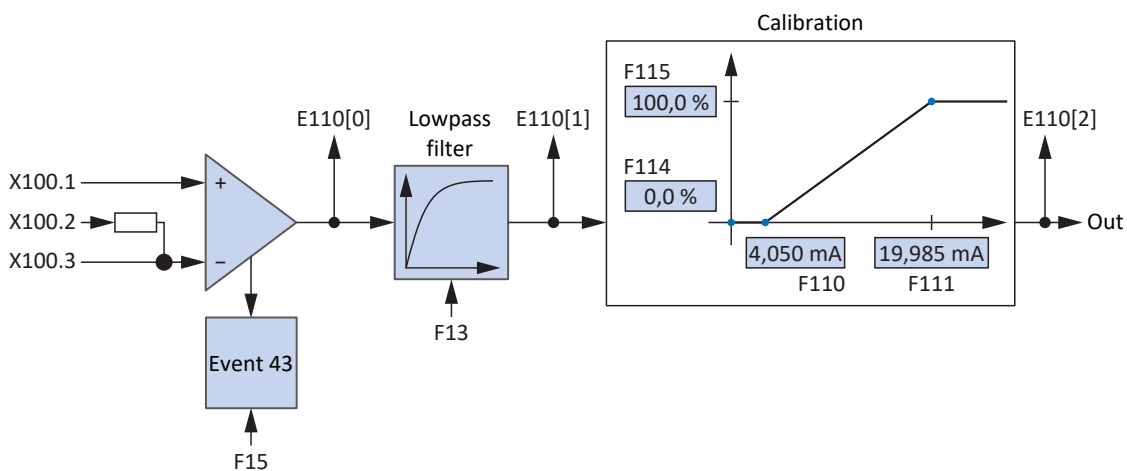 Calibration
F115
100,0 %
E110[0]
Lowpass
filter
E110[1]
E110[2]
F114
0,0 %
X100.1
+
X100.2
X100.3
−
Out
4,050 mA
19,985 mA
F110
F111
F13
Event 43
F15